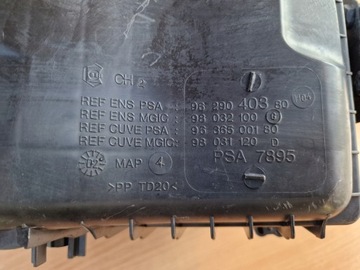 CH
REF ENS PSA : 96 290 403 80
REF ENS MGIC : 98 032 100
REF CUVE PSA : 96 365 001 80
REF CUVE MGIC: 98 031 120
02 MAP 4 PSA 7895
>PP TD20<